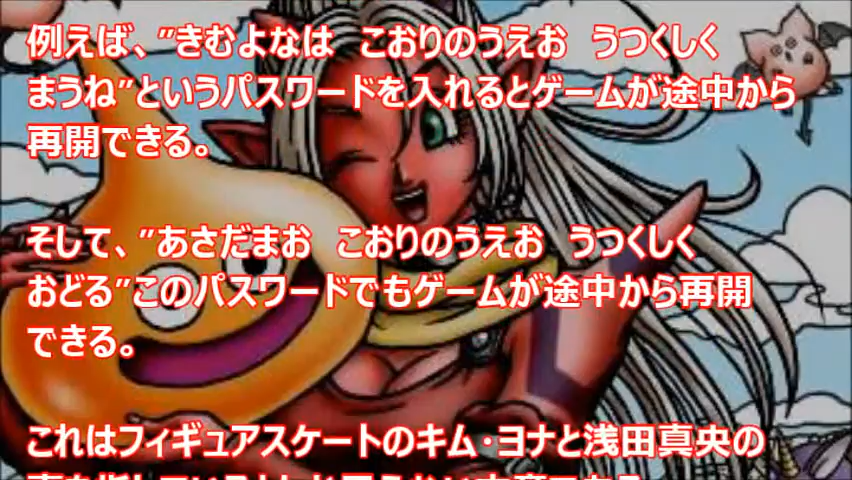 例えば、”きむよなは　こおりのうえお　うつくしく
まうね”というパスワードを入れるとゲームが途中から
再開できる。
そして、”あさだまお　こおりのうえお　うつくしく
おどる”このパスワードでもゲームが途中から再開
できる。
これはフィギュアスケートのキム・ヨナと浅田真央の